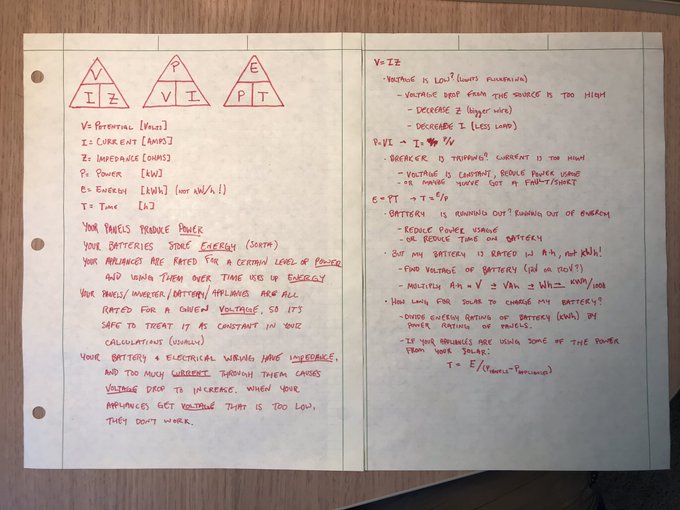 V
I Z
P
V I
E
P T
V= POTENTIAL [VOLTS]
I= CURRENT [AMPS]
Z= IMPEDANCE [OHMS]
P= POWER [kW]
E= ENERGY [kWh] (NOT kW/h!)
T= TIME [h]
YOUR PANELS PRODUCE POWER
YOUR BATTERIES STORE ENERGY (SORTA)
YOUR APPLIANCES ARE RATED FOR A CERTAIN LEVEL OF POWER
AND USING THEM OVER TIME USES UP ENERGY
YOUR PANELS/INVERTER/BATTERY/APPLIANCES ARE ALL
RATED FOR A GIVEN VOLTAGE, SO IT'S
SAFE TO TREAT IT AS CONSTANT IN YOUR
CALCULATIONS (USUALLY)
YOUR BATTERY & ELECTRICAL WIRING HAVE IMPEDANCE,
AND TOO MUCH CURRENT THROUGH THEM CAUSES
VOLTAGE DROP TO INCREASE. WHEN YOUR
APPLIANCES GET VOLTAGE THAT IS TOO LOW,
THEY DON'T WORK.
V=IZ
· VOLTAGE IS LOW? (LIGHTS FLICKERING)
- VOLTAGE DROP FROM THE SOURCE IS TOO HIGH
- DECREASE Z (bigger wire)
- DECREASE I [LESS LOAD)
P=VI → I= P/V
· BREAKER IS TRIPPING? CURRENT IS TOO HIGH
- VOLTAGE IS CONSTANT, REDUCE POWER USAGE
- OR MAYBE YOU'VE GOT A FAULT/SHORT
E=PT → T=E/P
· BATTERY IS RUNNING OUT? RUNNING OUT OF ENERGY
- REDUCE POWER USAGE
- OR REDUCE TIME ON BATTERY
· BUT MY BATTERY IS RATED IN A·h, NOT kWh!
- FIND VOLTAGE OF BATTERY (12V OR 120V?)
- MULTIPLY A·h × V → VAh → Wh → kWh/1000
· HOW LONG FOR SOLAR TO CHARGE MY BATTERY?
- DIVIDE ENERGY RATING OF BATTERY (kWh) BY
POWER RATING OF PANELS.
- IF YOUR APPLIANCES ARE USING SOME OF THE POWER
FROM YOUR SOLAR:
T = E/(PPANELS-PAPPLIANCES)